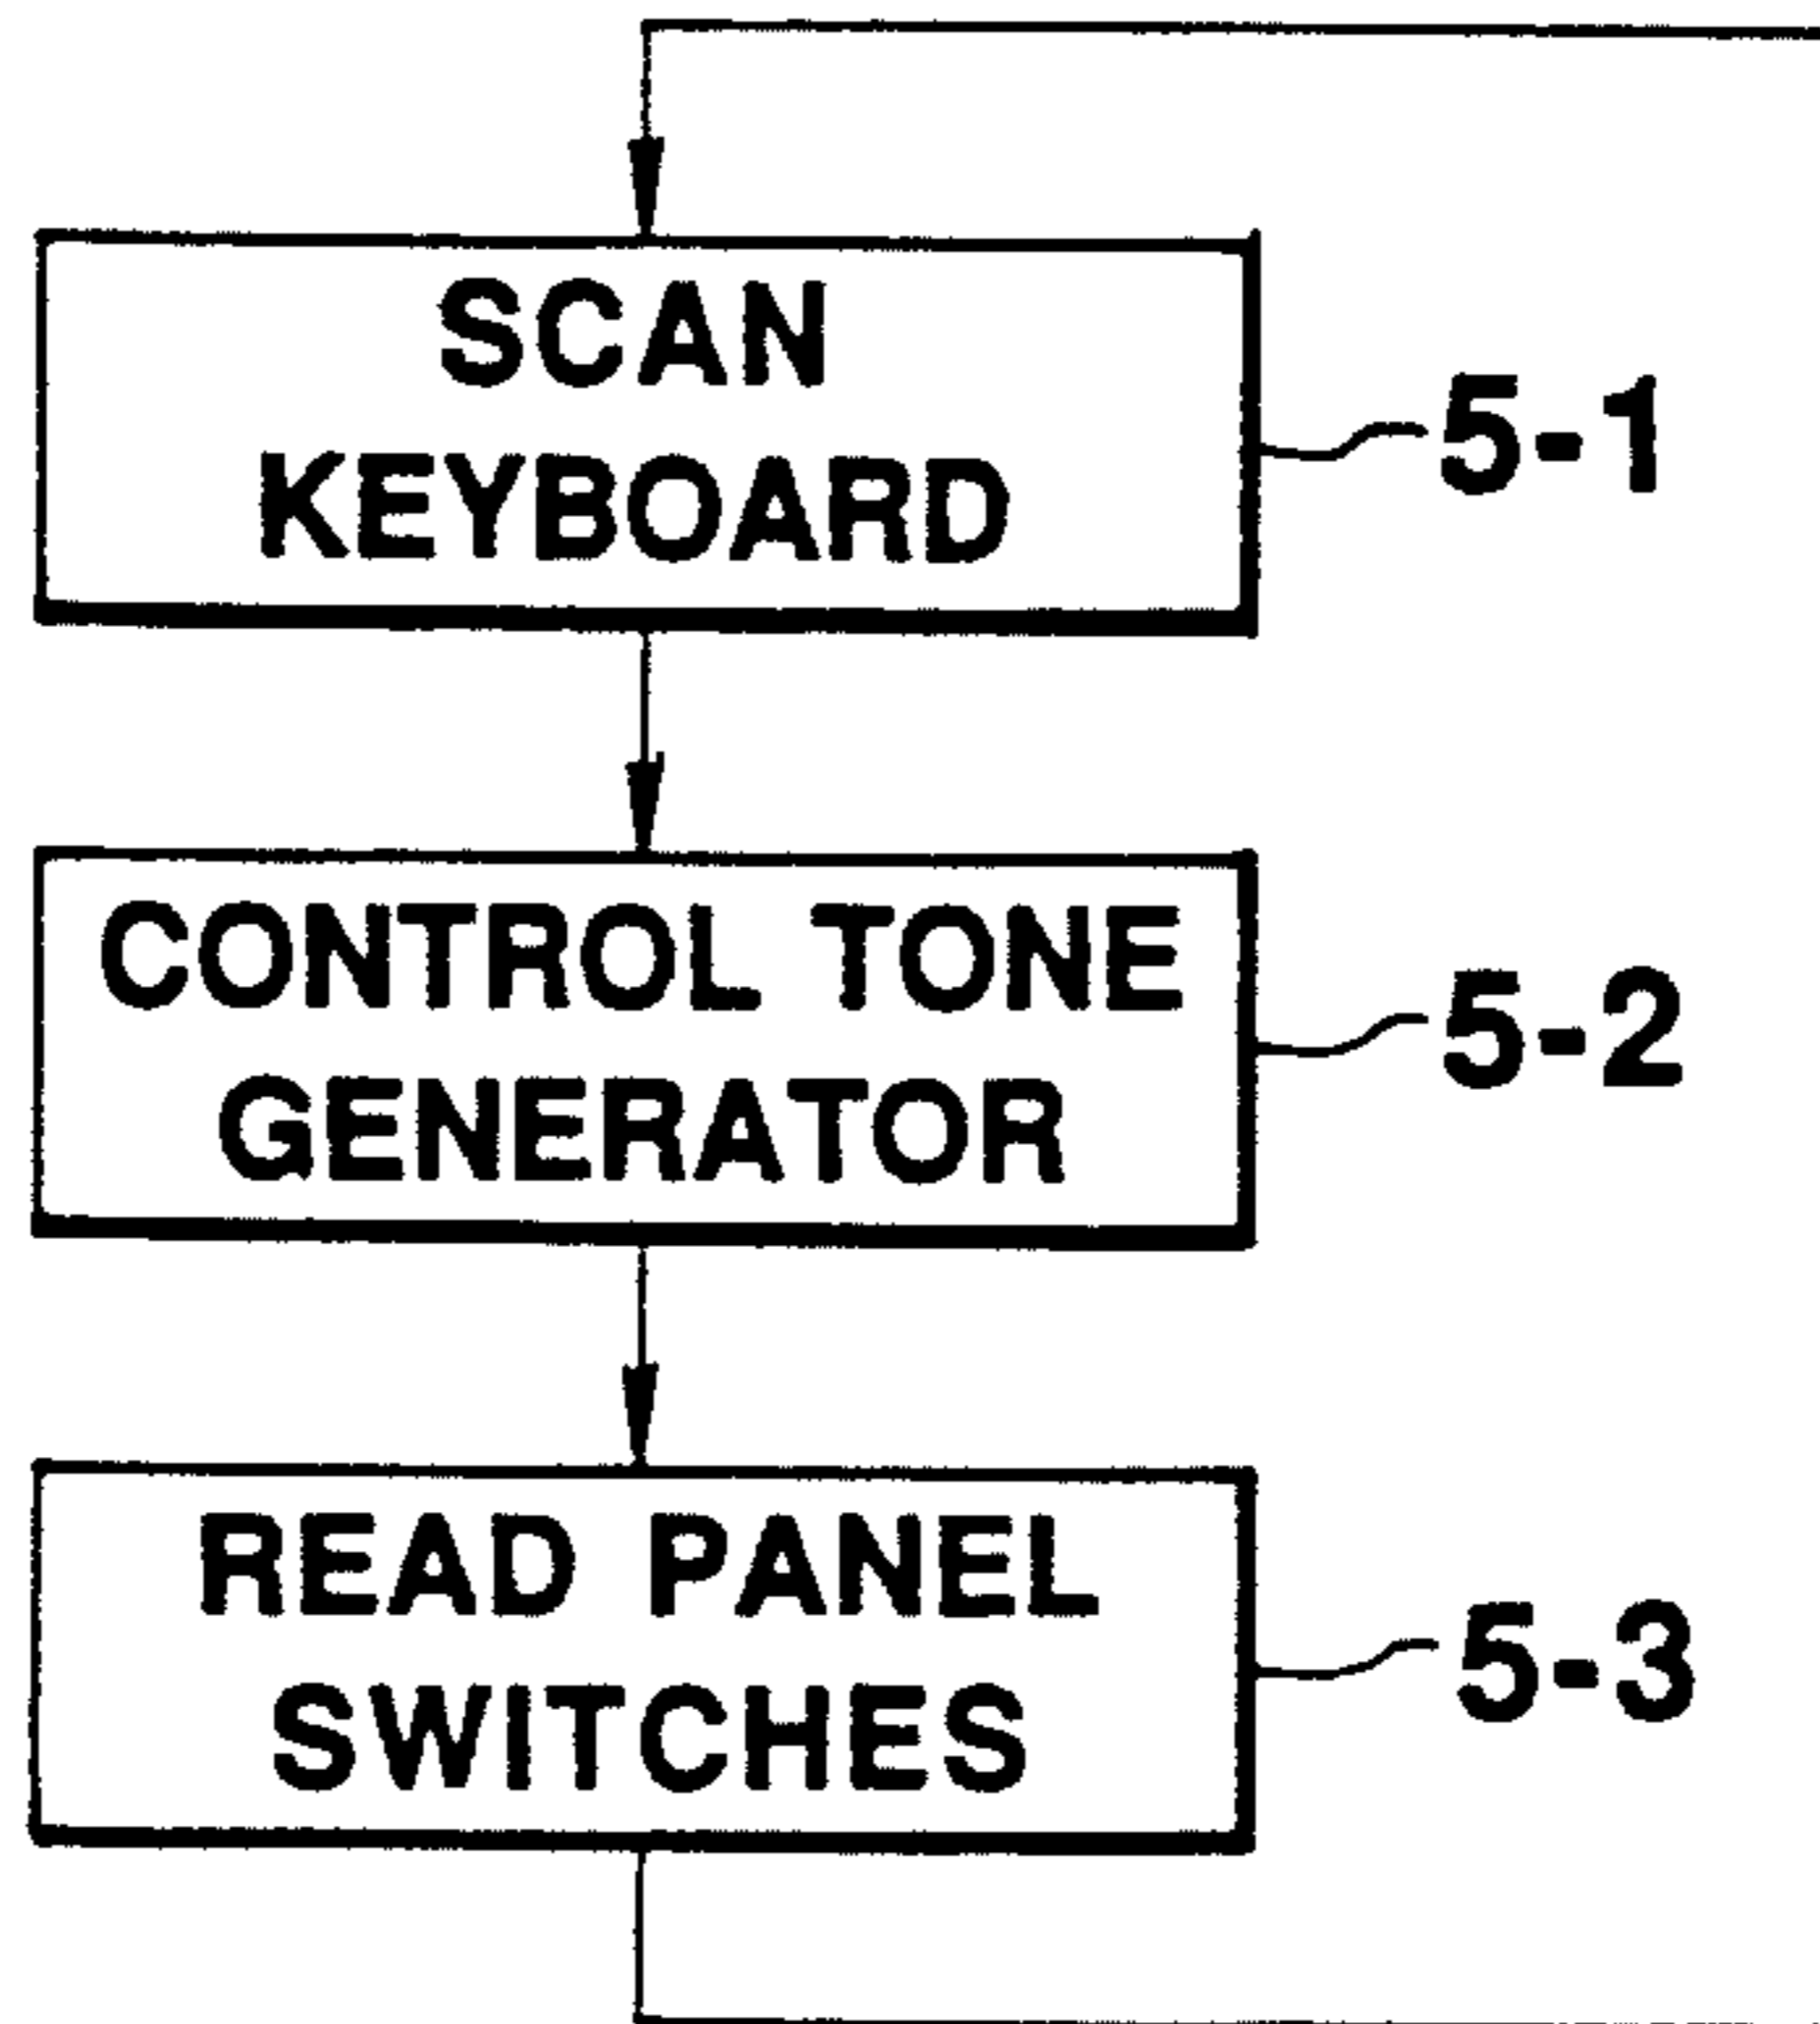 SCAN
KEYBOARD
5-1
CONTROL TONE
GENERATOR
5-2
READ PANEL
SWITCHES
5-3